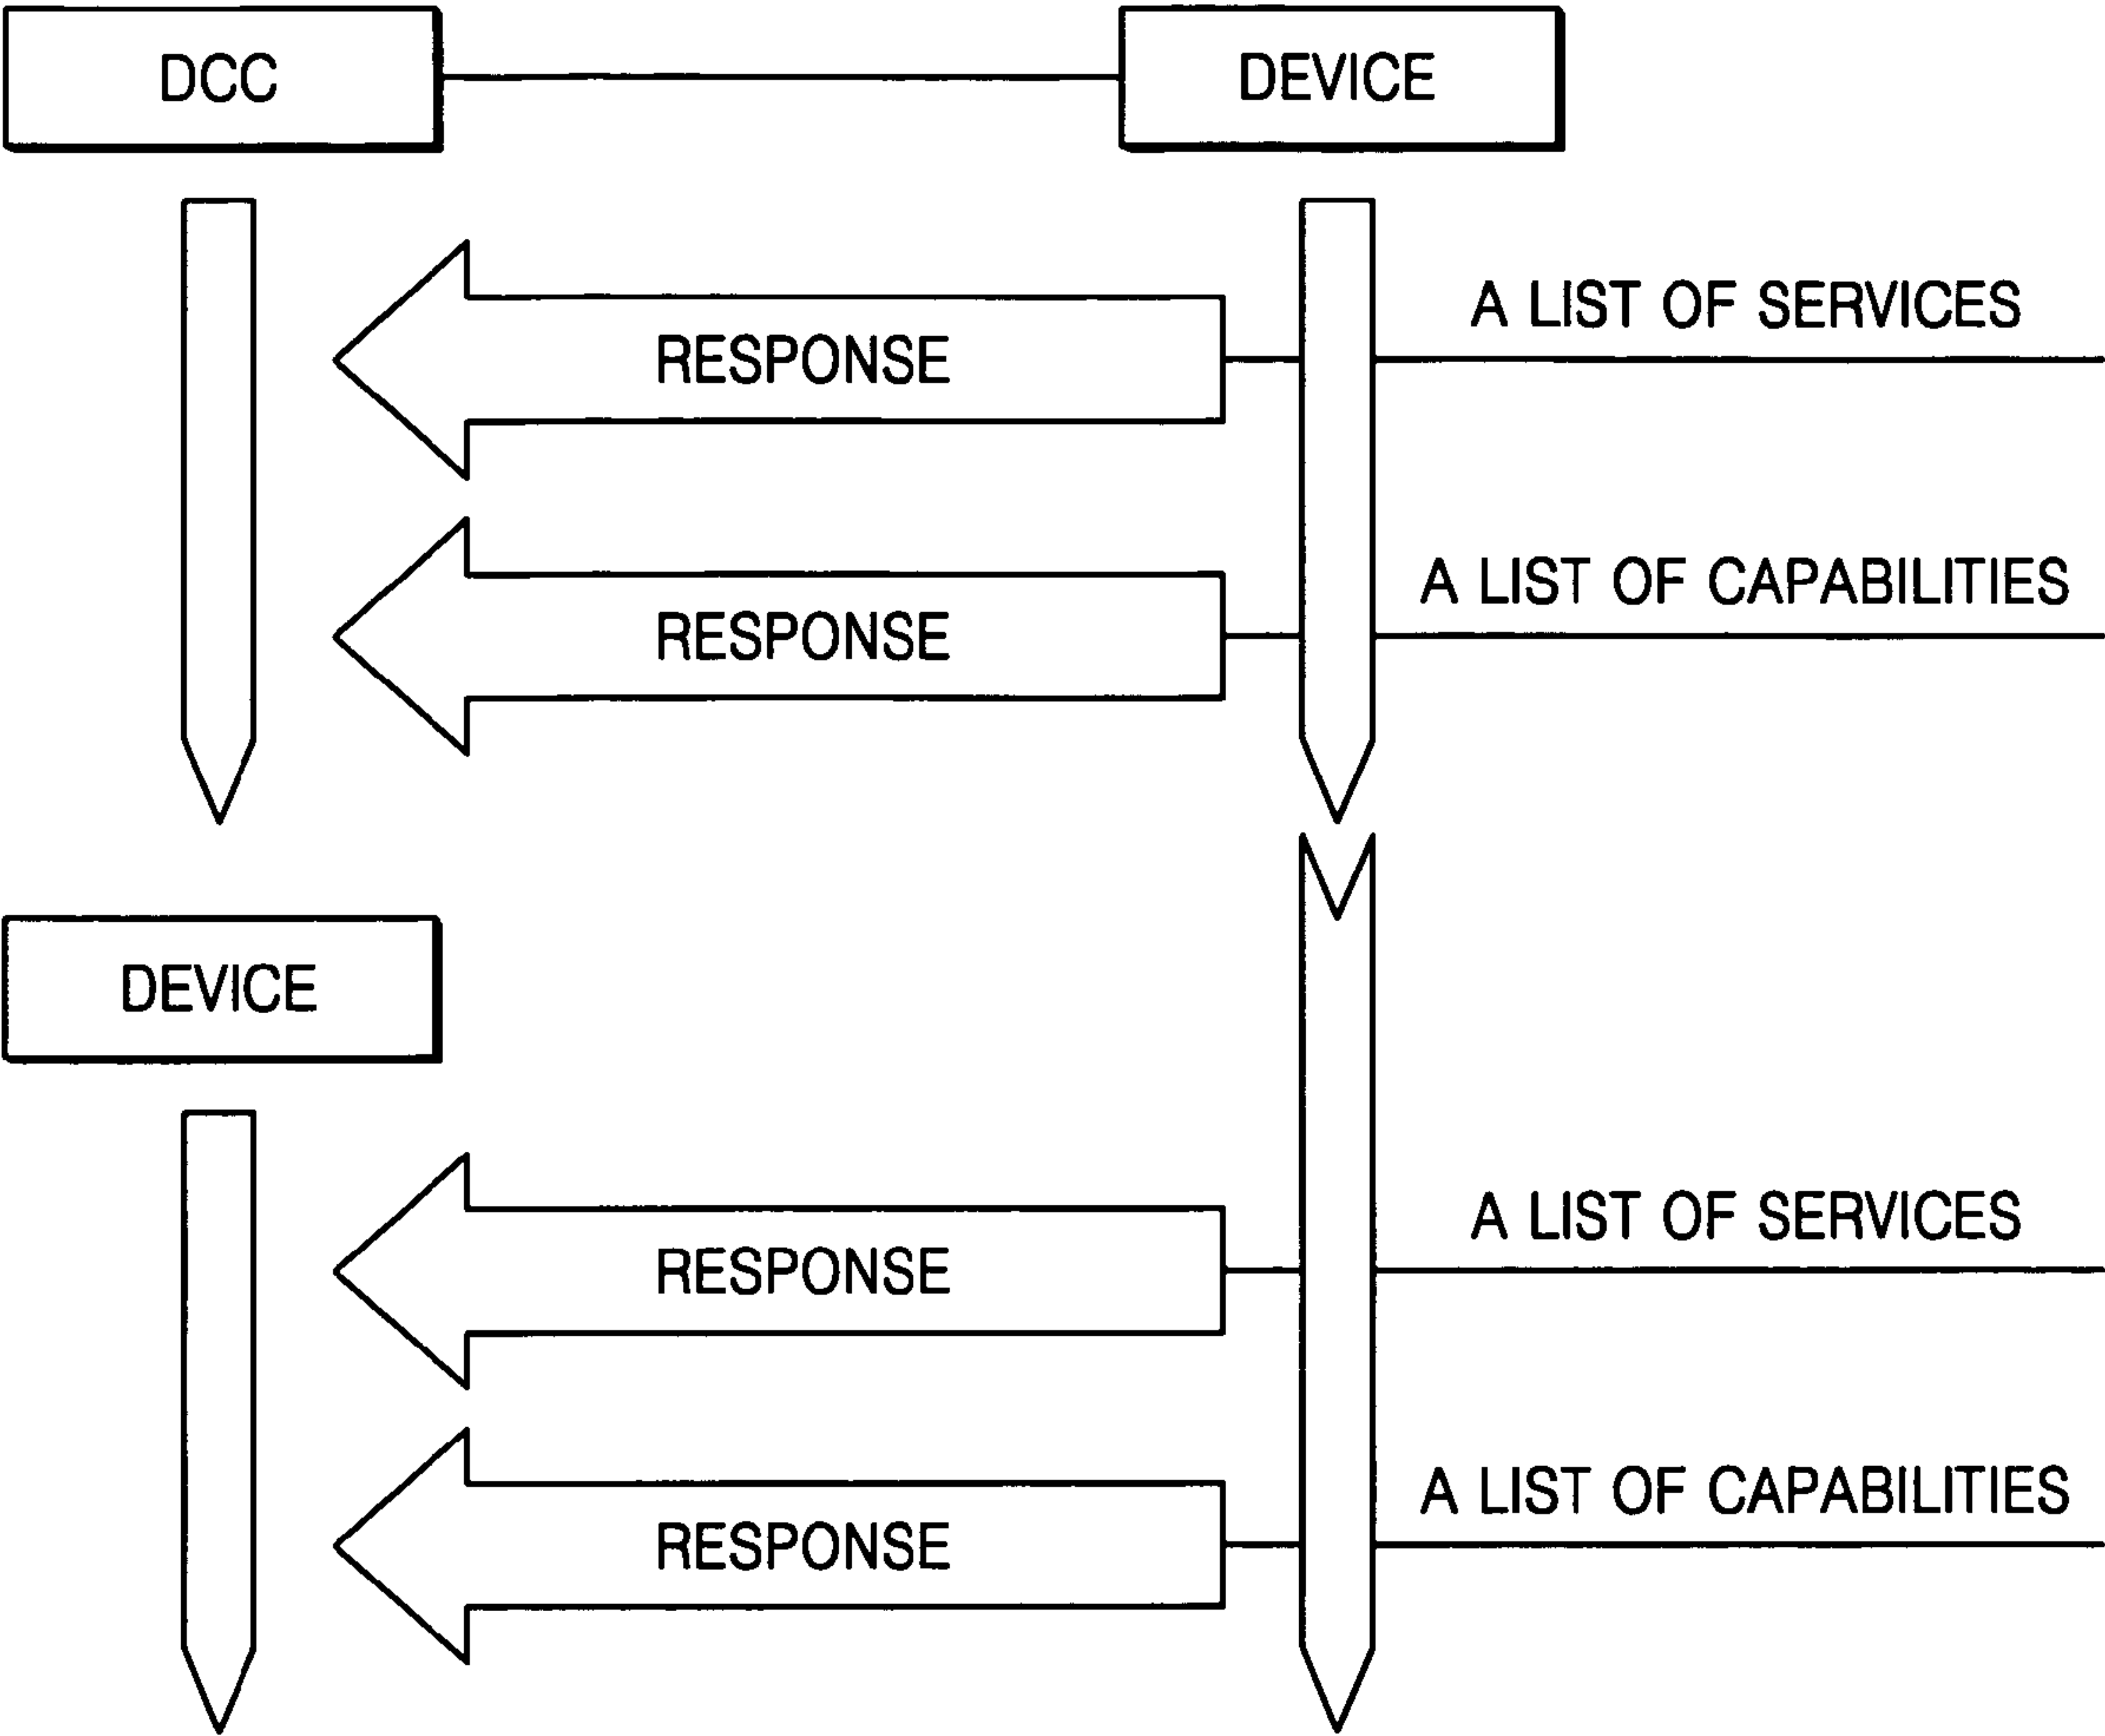 DCC
DEVICE
A LIST OF SERVICES
RESPONSE
A LIST OF CAPABILITIES
RESPONSE
DEVICE
A LIST OF SERVICES
RESPONSE
A LIST OF CAPABILITIES
RESPONSE